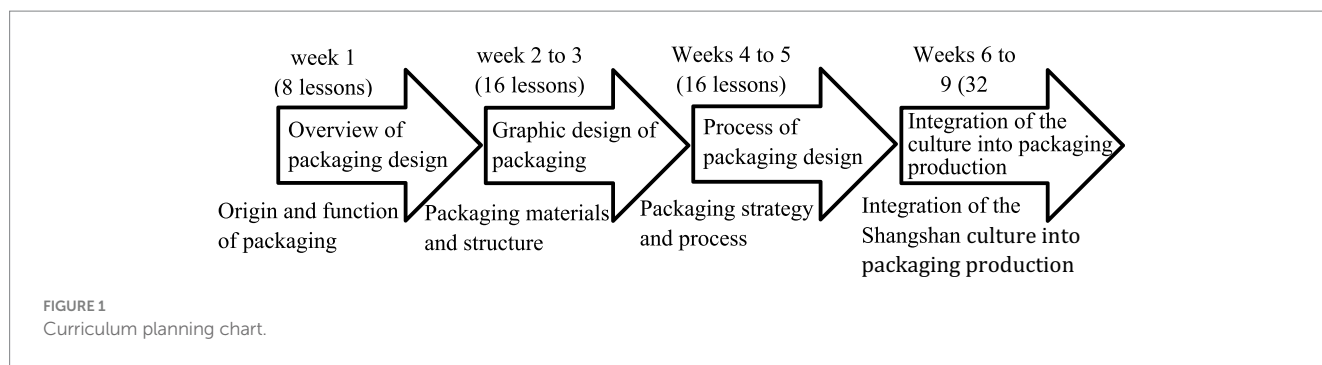 week 1
(8 lessons)
Overview of
packaging design
Origin and function
of packaging
week 2 to 3
(16 lessons)
Graphic design of
packaging
Packaging materials
and structure
Weeks 4 to 5
(16 lessons)
Process of
packaging design
Packaging strategy
and process
Weeks 6 to
9 (32
Integration of the
culture into packaging
production
Integration of the
Shangshan culture into
packaging production
FIGURE 1
Curriculum planning chart.